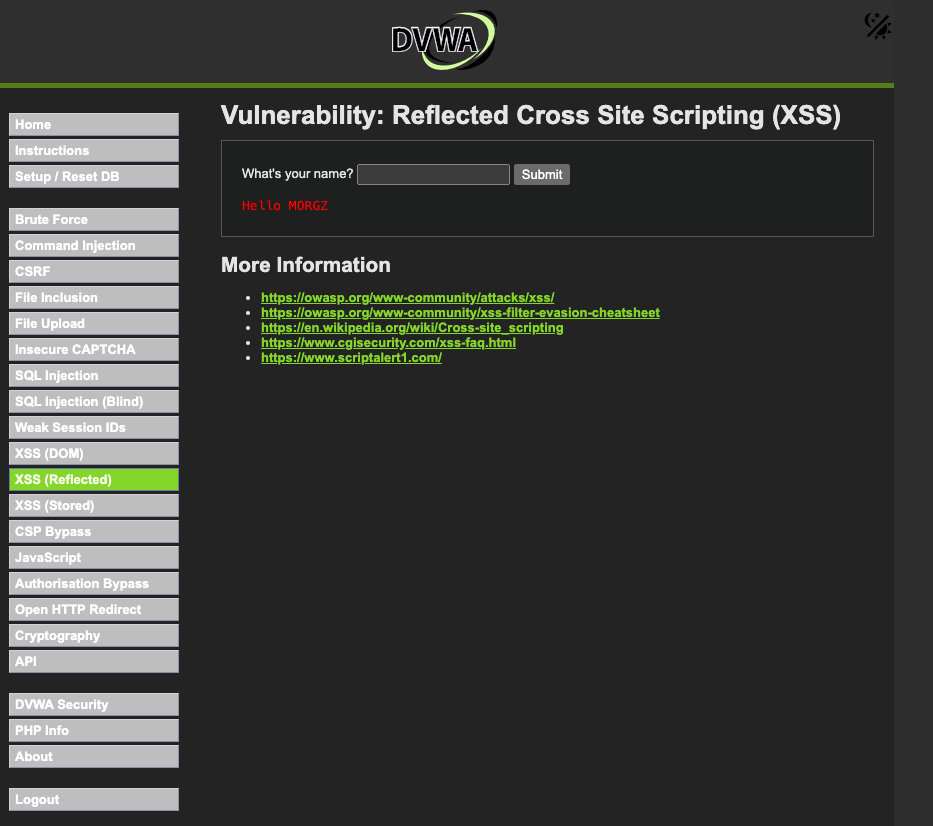 DVWA
Home
Instructions
Setup / Reset DB
Brute Force
Command Injection
CSRF
File Inclusion
File Upload
Insecure CAPTCHA
SQL Injection
SQL Injection (Blind)
Weak Session IDs
XSS (DOM)
XSS (Reflected)
XSS (Stored)
CSP Bypass
JavaScript
Authorisation Bypass
Open HTTP Redirect
Cryptography
API
DVWA Security
PHP Info
About
Logout
Vulnerability: Reflected Cross Site Scripting (XSS)
What's your name? Submit
Hello MORGZ
More Information
https://owasp.org/www-community/attacks/xss/
https://owasp.org/www-community/xss-filter-evasion-cheatsheet
https://en.wikipedia.org/wiki/Cross-site_scripting
https://www.cgisecurity.com/xss-faq.html
https://www.scriptalert1.com/